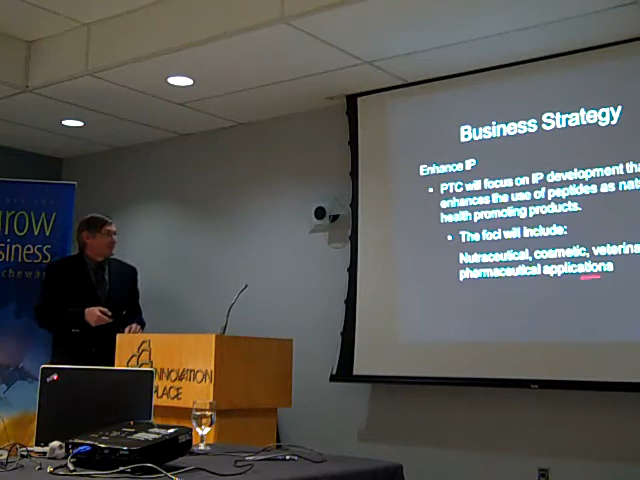 Business Strategy
Enhance IP
• PTC will focus on IP development tha
enhances the use of peptides as nat
health promoting products.
• The foci will include:
Nutraceutical, cosmetic, veterina
pharmaceutical applications
row
siness
INNOVATION
PLACE